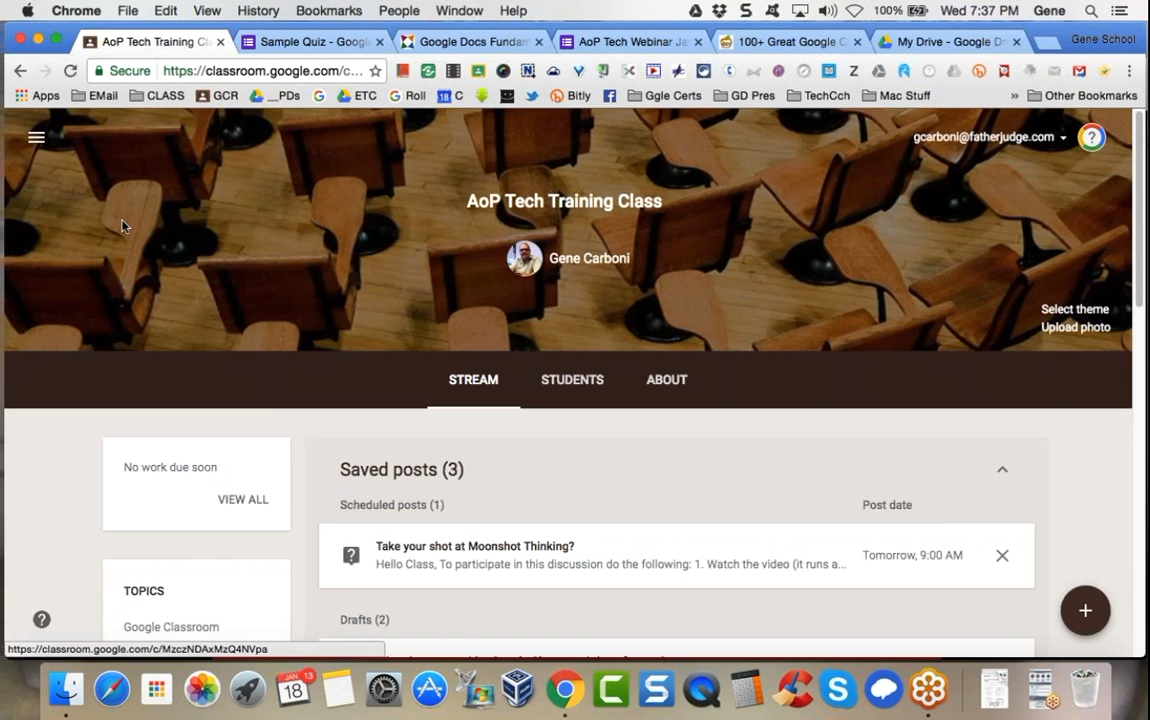 Chrome File Edit View History Bookmarks People Window Help 100% Wed 7:37 PM Gene
AoP Tech Training Cl Sample Quiz - Googl Google Docs Fundam AoP Tech Webinar Ja 100+ Great Google C My Drive - Google Dr Gene School
Secure https://classroom.google.com/c...
Apps EMail CLASS GCR __PDs ETC Roll C Bitly Ggle Certs GD Pres TechCch Mac Stuff » Other Bookmarks
gcarboni@fatherjudge.com
AoP Tech Training Class
Gene Carboni
Select theme
Upload photo
STREAM STUDENTS ABOUT
No work due soon
VIEW ALL
TOPICS
Google Classroom
Saved posts (3)
Scheduled posts (1) Post date
Take your shot at Moonshot Thinking?
Hello Class, To participate in this discussion do the following: 1. Watch the video (it runs a...
Tomorrow, 9:00 AM
Drafts (2)
https://classroom.google.com/c/MzczNDAxMzQ4NVpa
JAN
18
13